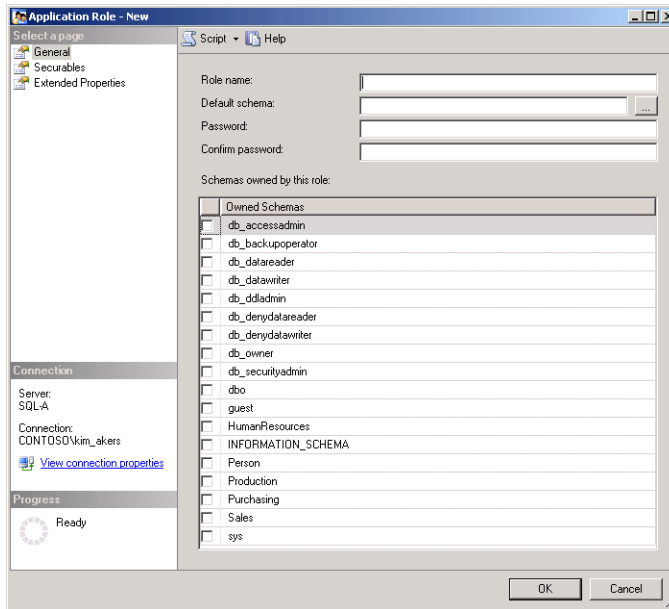 Application Role - New
Select a page
General
Securables
Extended Properties
Script Help
Role name:
Default schema:
...
Password:
Confirm password:
Schemas owned by this role:
Owned Schemas
db_accessadmin
db_backupoperator
db_datareader
db_datawriter
db_ddladmin
db_denydatareader
db_denydatawriter
db_owner
db_securityadmin
dbo
guest
HumanResources
INFORMATION_SCHEMA
Person
Production
Purchasing
Sales
sys
Connection
Server:
SQL-A
Connection:
CONTOSO\kim_akers
View connection properties
Progress
Ready
OK Cancel